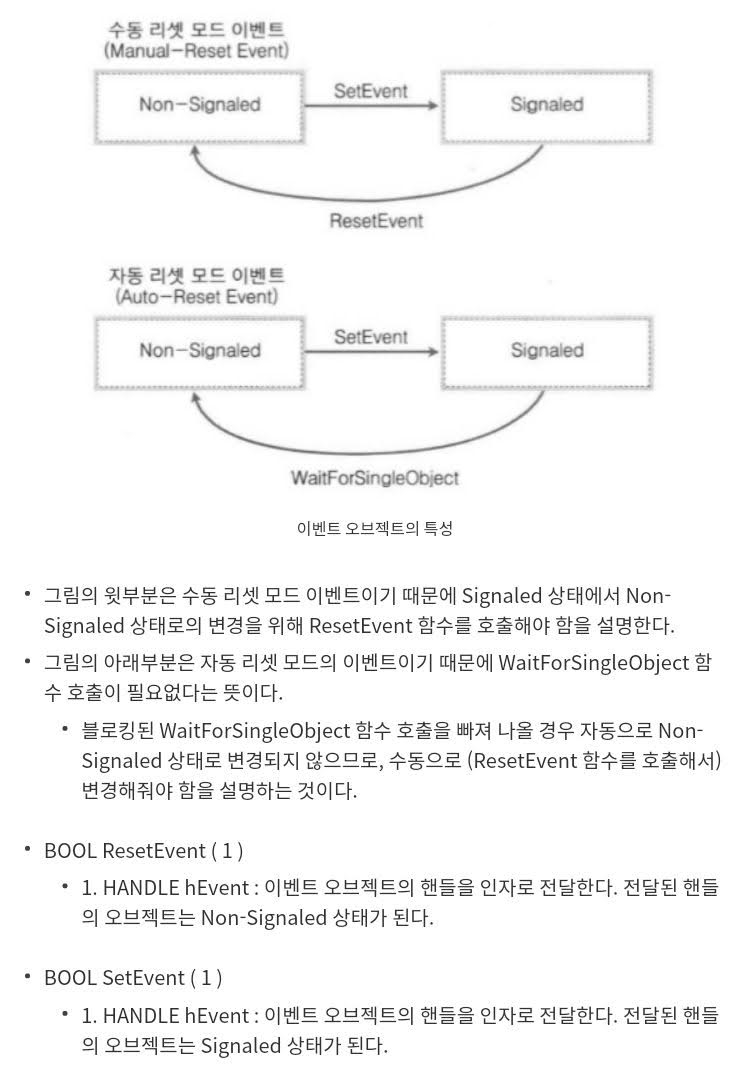 수동 리셋 모드 이벤트
(Manual-Reset Event)
Non-Signaled
SetEvent
Signaled
ResetEvent
자동 리셋 모드 이벤트
(Auto-Reset Event)
Non-Signaled
SetEvent
Signaled
WaitForSingleObject
이벤트 오브젝트의 특성
• 그림의 윗부분은 수동 리셋 모드 이벤트이기 때문에 Signaled 상태에서 Non-
Signaled 상태로의 변경을 위해 ResetEvent 함수를 호출해야 함을 설명한다.
• 그림의 아래부분은 자동 리셋 모드의 이벤트이기 때문에 WaitForSingleObject 함
수 호출이 필요없다는 뜻이다.
• 블로킹된 WaitForSingleObject 함수 호출을 빠져 나올 경우 자동으로 Non-
Signaled 상태로 변경되지 않으므로, 수동으로 (ResetEvent 함수를 호출해서)
변경해줘야 함을 설명하는 것이다.
• BOOL ResetEvent ( 1 )
• 1. HANDLE hEvent : 이벤트 오브젝트의 핸들을 인자로 전달한다. 전달된 핸들
의 오브젝트는 Non-Signaled 상태가 된다.
• BOOL SetEvent ( 1 )
• 1. HANDLE hEvent : 이벤트 오브젝트의 핸들을 인자로 전달한다. 전달된 핸들
의 오브젝트는 Signaled 상태가 된다.